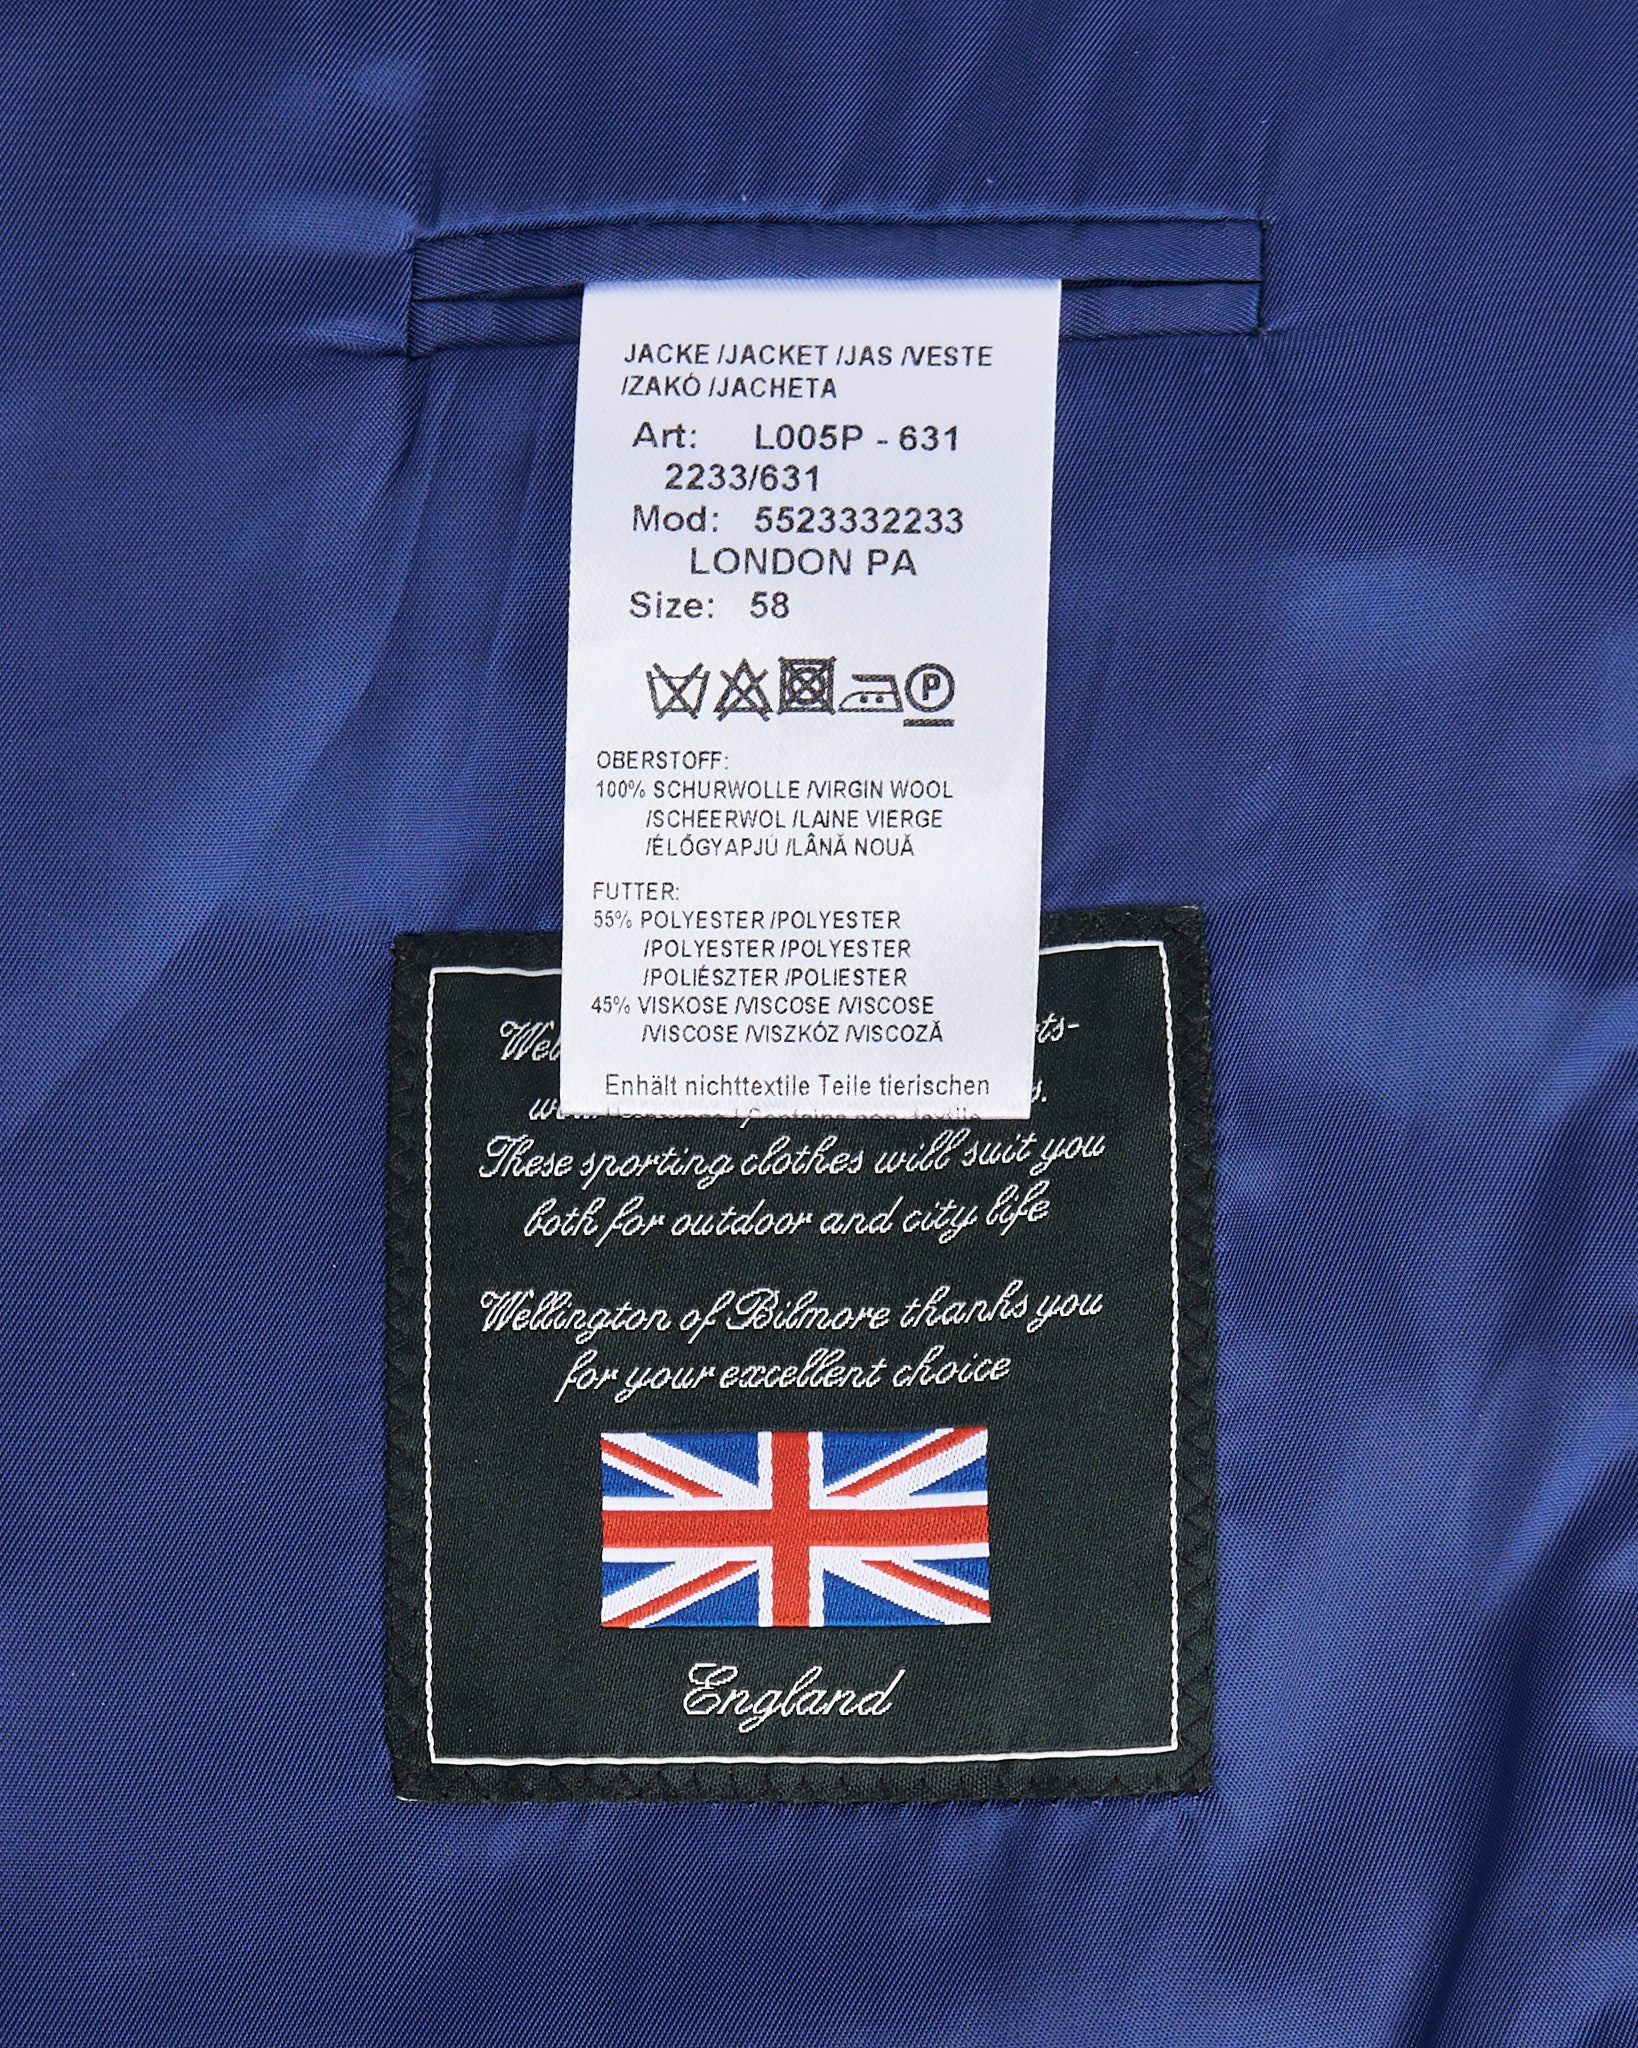 JACKE /JACKET /JAS /VESTE
/ZAKÓ /JACHETA
Art: L005P - 631
2233/631
Mod: 5523332233
LONDON PA
Size: 58
P
OBERSTOFF:
100% SCHURWOLLE /VIRGIN WOOL
/SCHEERWOL /LAINE VIERGE
/ÉLŐGYAPJÚ /LÂNĂ NOUĂ
FUTTER:
55% POLYESTER /POLYESTER
/POLYESTER /POLYESTER
/POLIÉSZTER /POLIESTER
45% VISKOSE /VISCOSE /VISCOSE
/VISCOSE /VISZKÓZ /VISCOZĂ
Enhält nichttextile Teile tierischen
These sporting clothes will suit you
both for outdoor and city life
Wellington of Bilmore thanks you
for your excellent choice
England